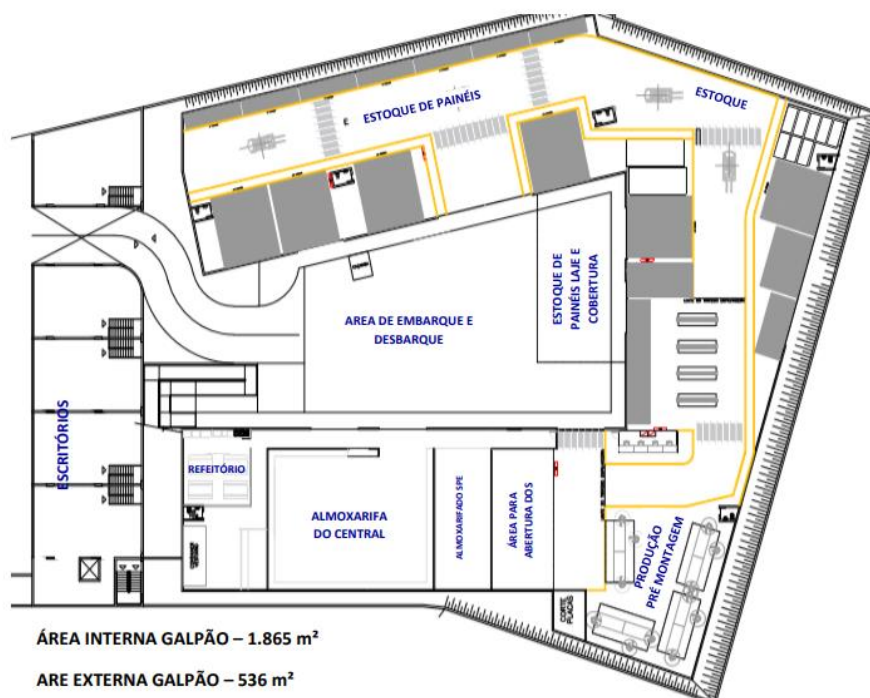 ESTOQUE DE PAINÉIS
ESTOQUE
ESTOQUE DE
PAINÉIS LAJE E
COBERTURA
AREA DE EMBARQUE E
DESBARQUE
ESCRITÓRIOS
REFEITÓRIO
ALMOXARIFA
DO CENTRAL
ALMOXARIFADO SPE
ÁREA PARA
ABERTURA DOS
PRODUÇÃO
PRÉ MONTAGEM
CORTE
PLACAS
ÁREA INTERNA GALPÃO – 1.865 m²
ARE EXTERNA GALPÃO – 536 m²